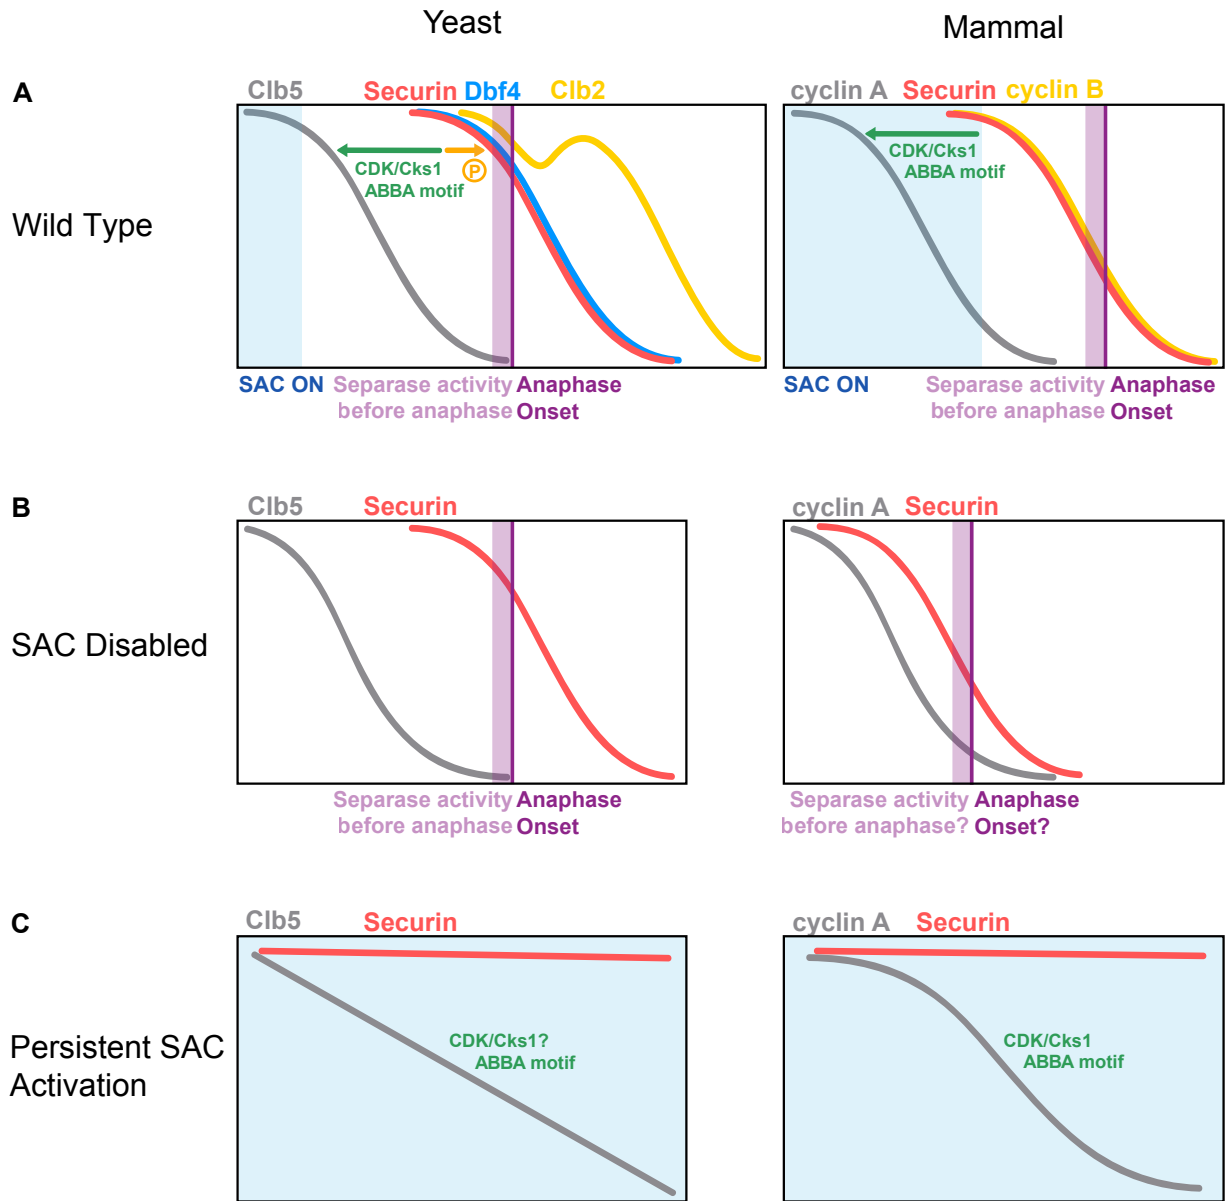 Yeast
Mammal
A
Clb5
Securin
Dbf4
Clb2
cyclin A
Securin
cyclin B
Wild Type
CDK/Cks1
ABBA motif
P
CDK/Cks1
ABBA motif
SAC ON
Separase activity
before anaphase
Anaphase
Onset
SAC ON
Separase activity
before anaphase
Anaphase
Onset
B
Clb5
Securin
cyclin A
Securin
SAC Disabled
Separase activity
before anaphase
Anaphase
Onset
Separase activity
before anaphase?
Anaphase
Onset?
C
Clb5
Securin
cyclin A
Securin
Persistent SAC
Activation
CDK/Cks1?
ABBA motif
CDK/Cks1
ABBA motif